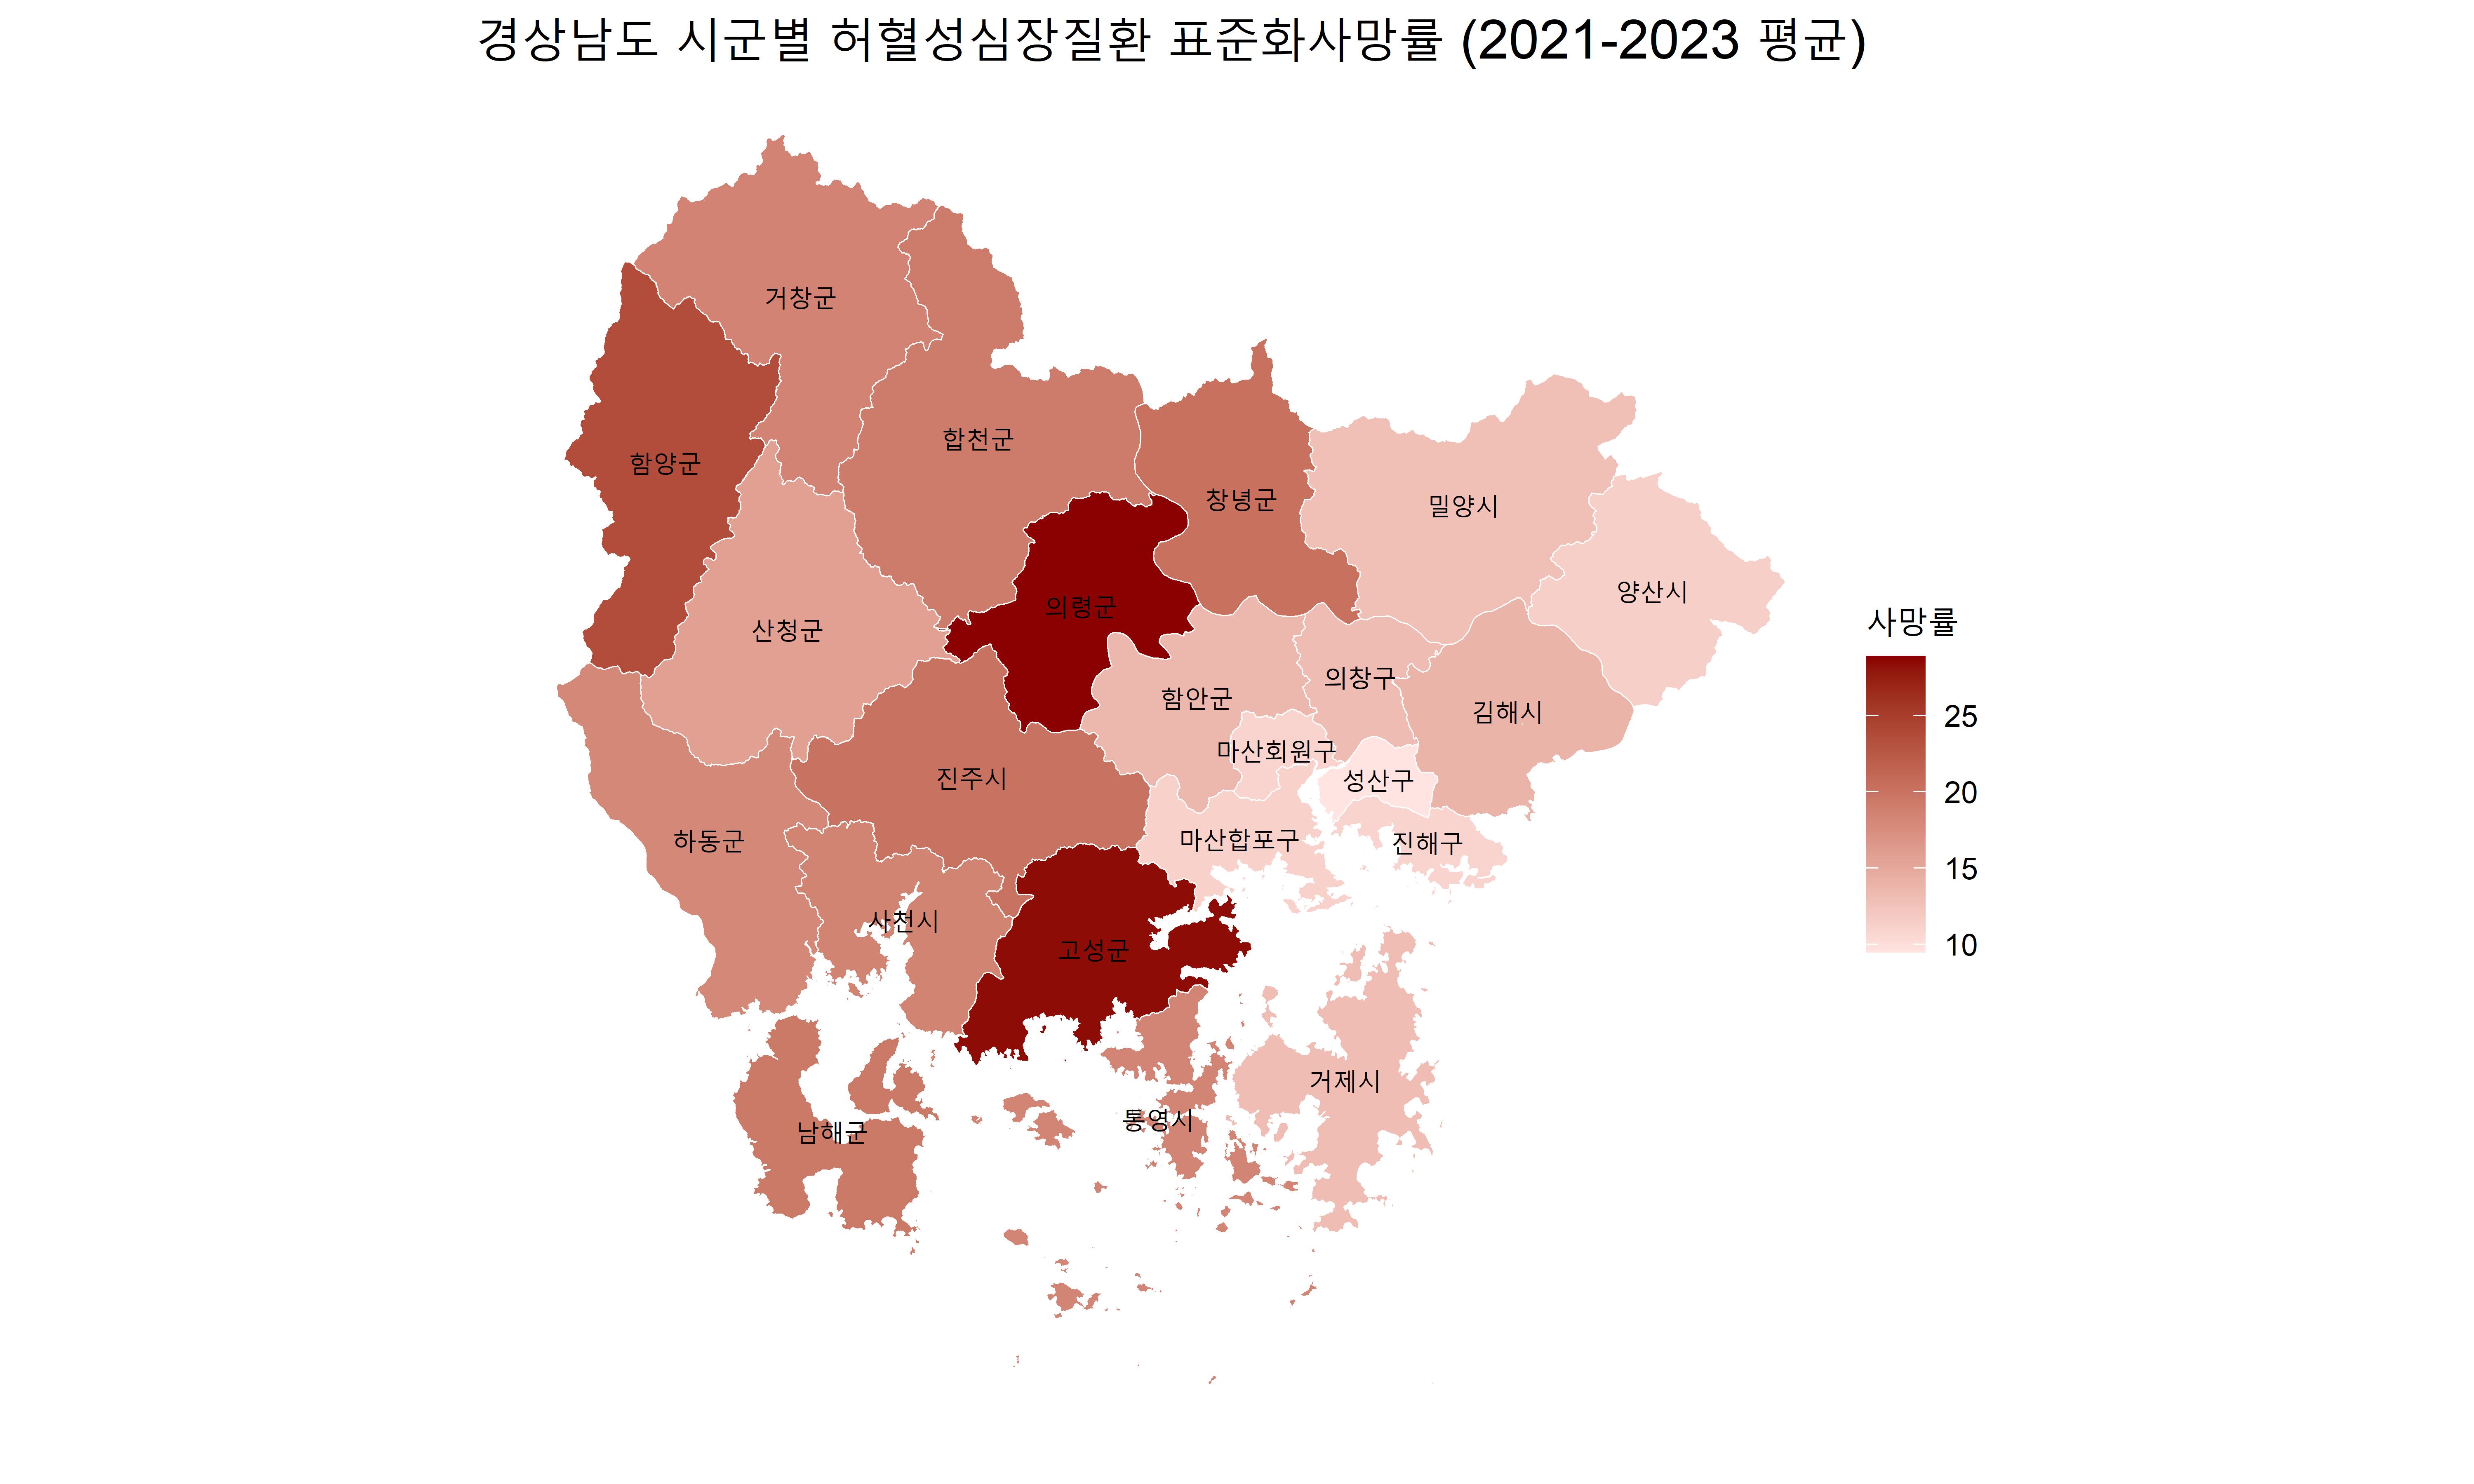 경상남도 시군별 허혈성심장질환 표준화사망률 (2021-2023 평균)
거창군
합천군
함양군
창녕군
밀양시
양산시
의령군
산청군
사망률
의창구
함안군
김해시
25
마산회원구
진주시
성산구
20
하동군
마산합포구
진해구
15
사천시
고성군
10
거제시
통영시
남해군